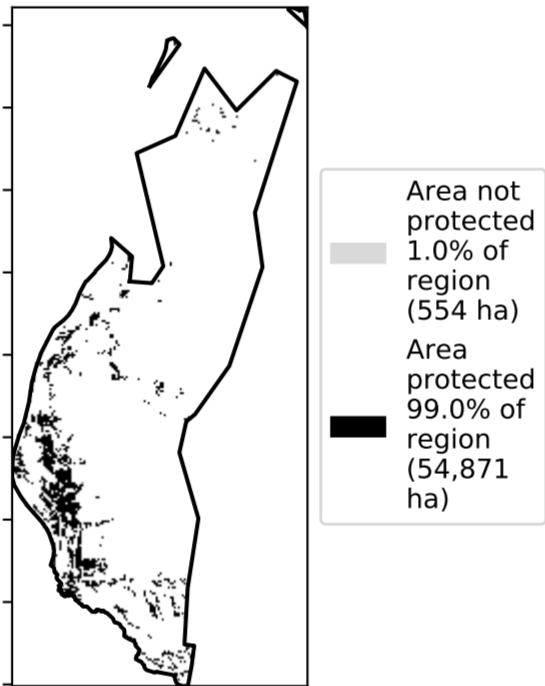 Area not
protected
1.0% of
region
(554 ha)
Area
protected
99.0% of
region
(54,871
ha)